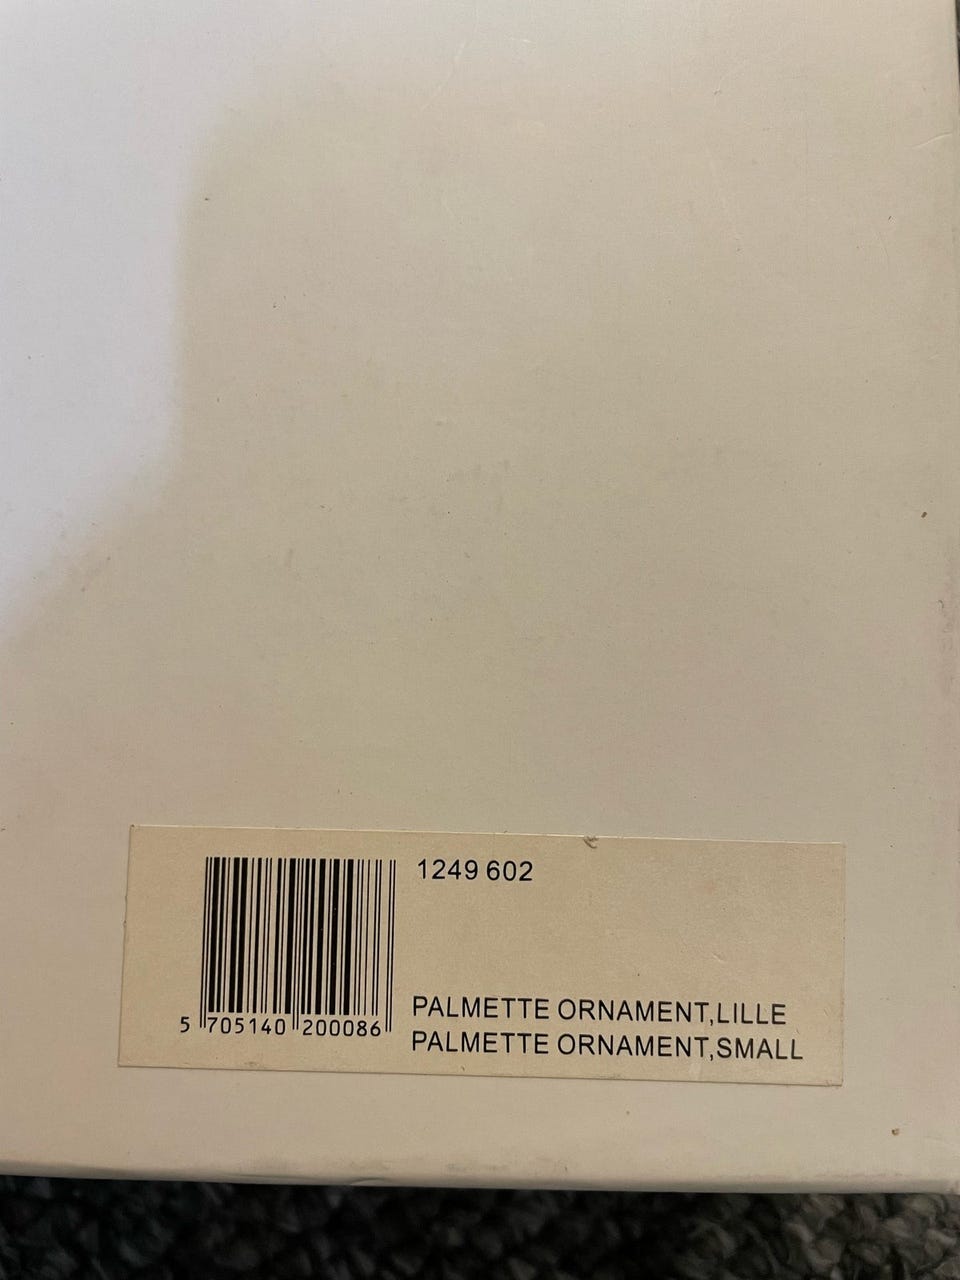 1249 602
5 705140 200086
PALMETTE ORNAMENT,LILLE
PALMETTE ORNAMENT,SMALL